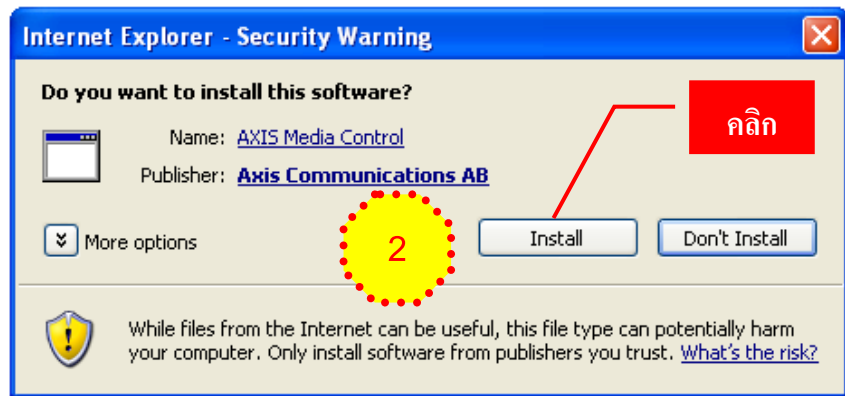 Internet Explorer - Security Warning
Do you want to install this software?
คลิก
Name: AXIS Media Control
Publisher: Axis Communications AB
More options
2
Install
Don't Install
While files from the Internet can be useful, this file type can potentially harm
your computer. Only install software from publishers you trust. What's the risk?